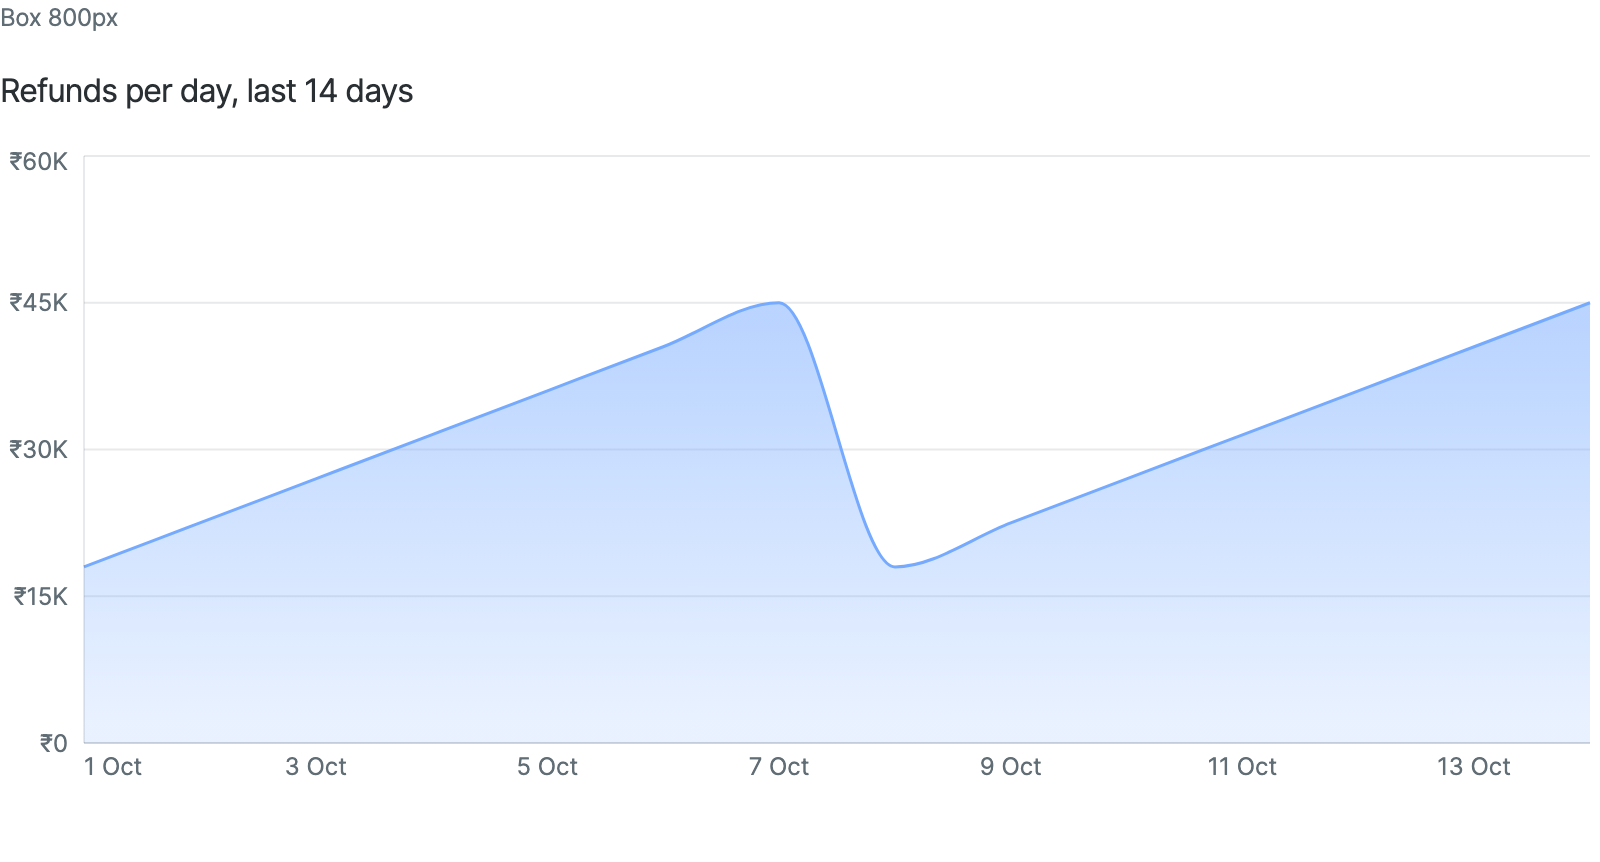 Box 800px
Refunds per day, last 14 days
₹60K
₹45K
₹30K
₹15K
₹0
1 Oct 3 Oct 5 Oct 7 Oct 9 Oct 11 Oct 13 Oct